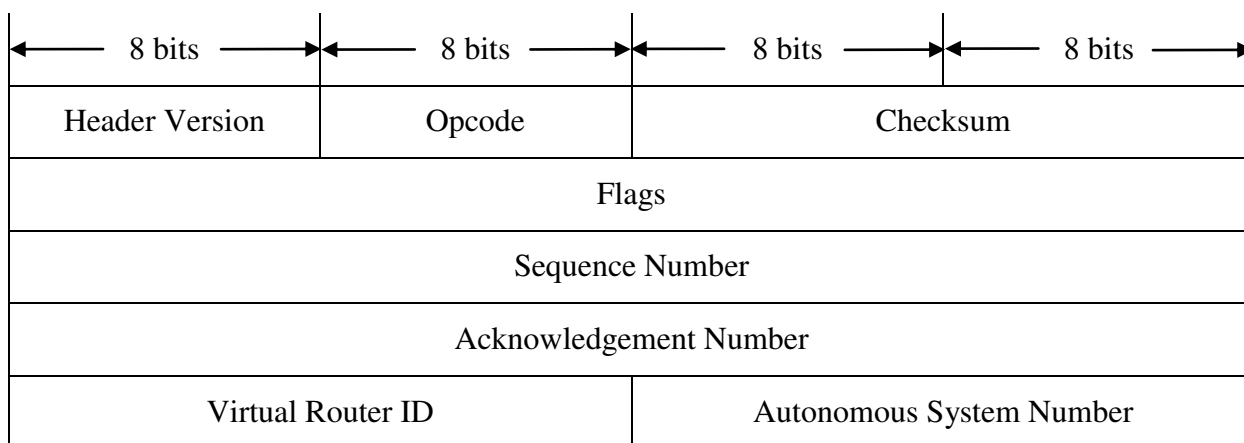 8 bits 8 bits 8 bits 8 bits
Header Version Opcode Checksum
Flags
Sequence Number
Acknowledgement Number
Virtual Router ID Autonomous System Number